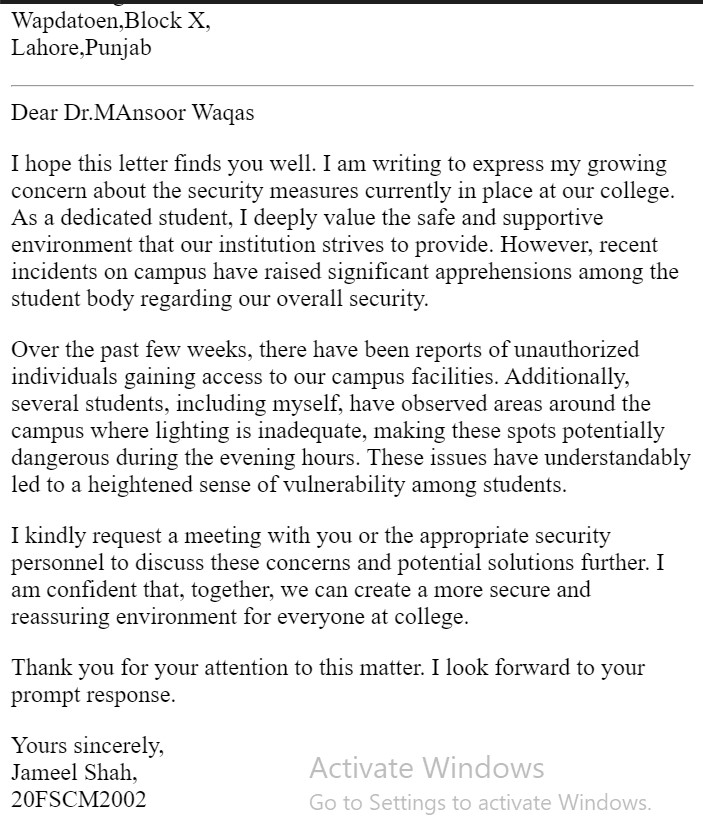 Wapdatoen,Block X,
Lahore,Punjab
Dear Dr.MAnsoor Waqas
I hope this letter finds you well. I am writing to express my growing
concern about the security measures currently in place at our college.
As a dedicated student, I deeply value the safe and supportive
environment that our institution strives to provide. However, recent
incidents on campus have raised significant apprehensions among the
student body regarding our overall security.
Over the past few weeks, there have been reports of unauthorized
individuals gaining access to our campus facilities. Additionally,
several students, including myself, have observed areas around the
campus where lighting is inadequate, making these spots potentially
dangerous during the evening hours. These issues have understandably
led to a heightened sense of vulnerability among students.
I kindly request a meeting with you or the appropriate security
personnel to discuss these concerns and potential solutions further. I
am confident that, together, we can create a more secure and
reassuring environment for everyone at college.
Thank you for your attention to this matter. I look forward to your
prompt response.
Yours sincerely,
Jameel Shah,
20FSCM2002
Activate Windows
Go to Settings to activate Windows.